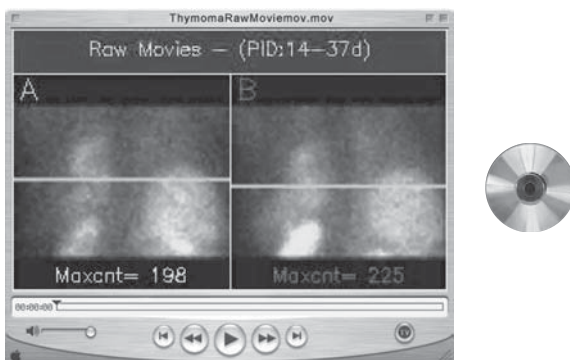 ThymomaRawMoviemov.mov
Raw Movies – (PID:14–37d)
A
B
Maxcnt= 198
Maxcnt= 225
00:00:00